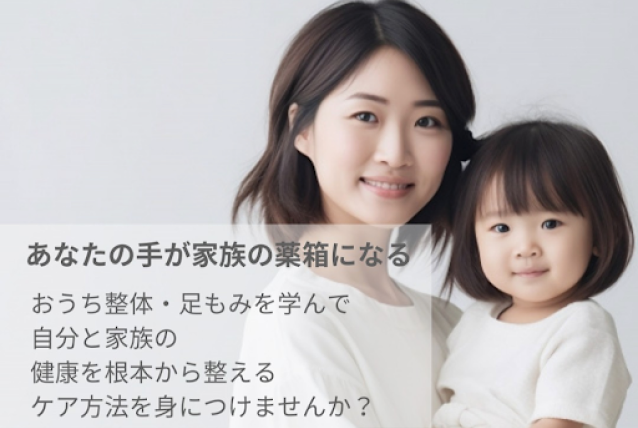 あなたの手が家族の薬箱になる
おうち整体・足もみを学んで
自分と家族の
健康を根本から整える
ケア方法を身につけませんか？